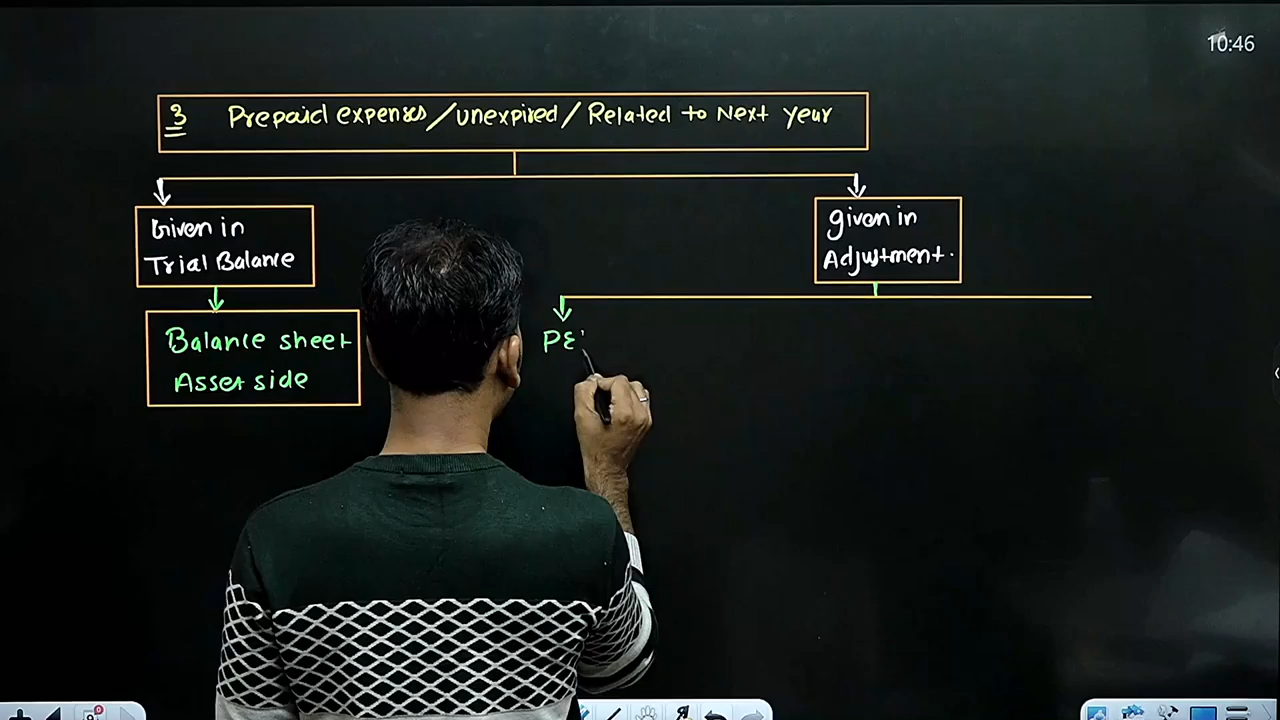 10:46
3 Prepaid expenses/unexpired/Related to Next year
Given in
Trial Balance
given in
Adjustment.
Balance sheet
Asset side
PE